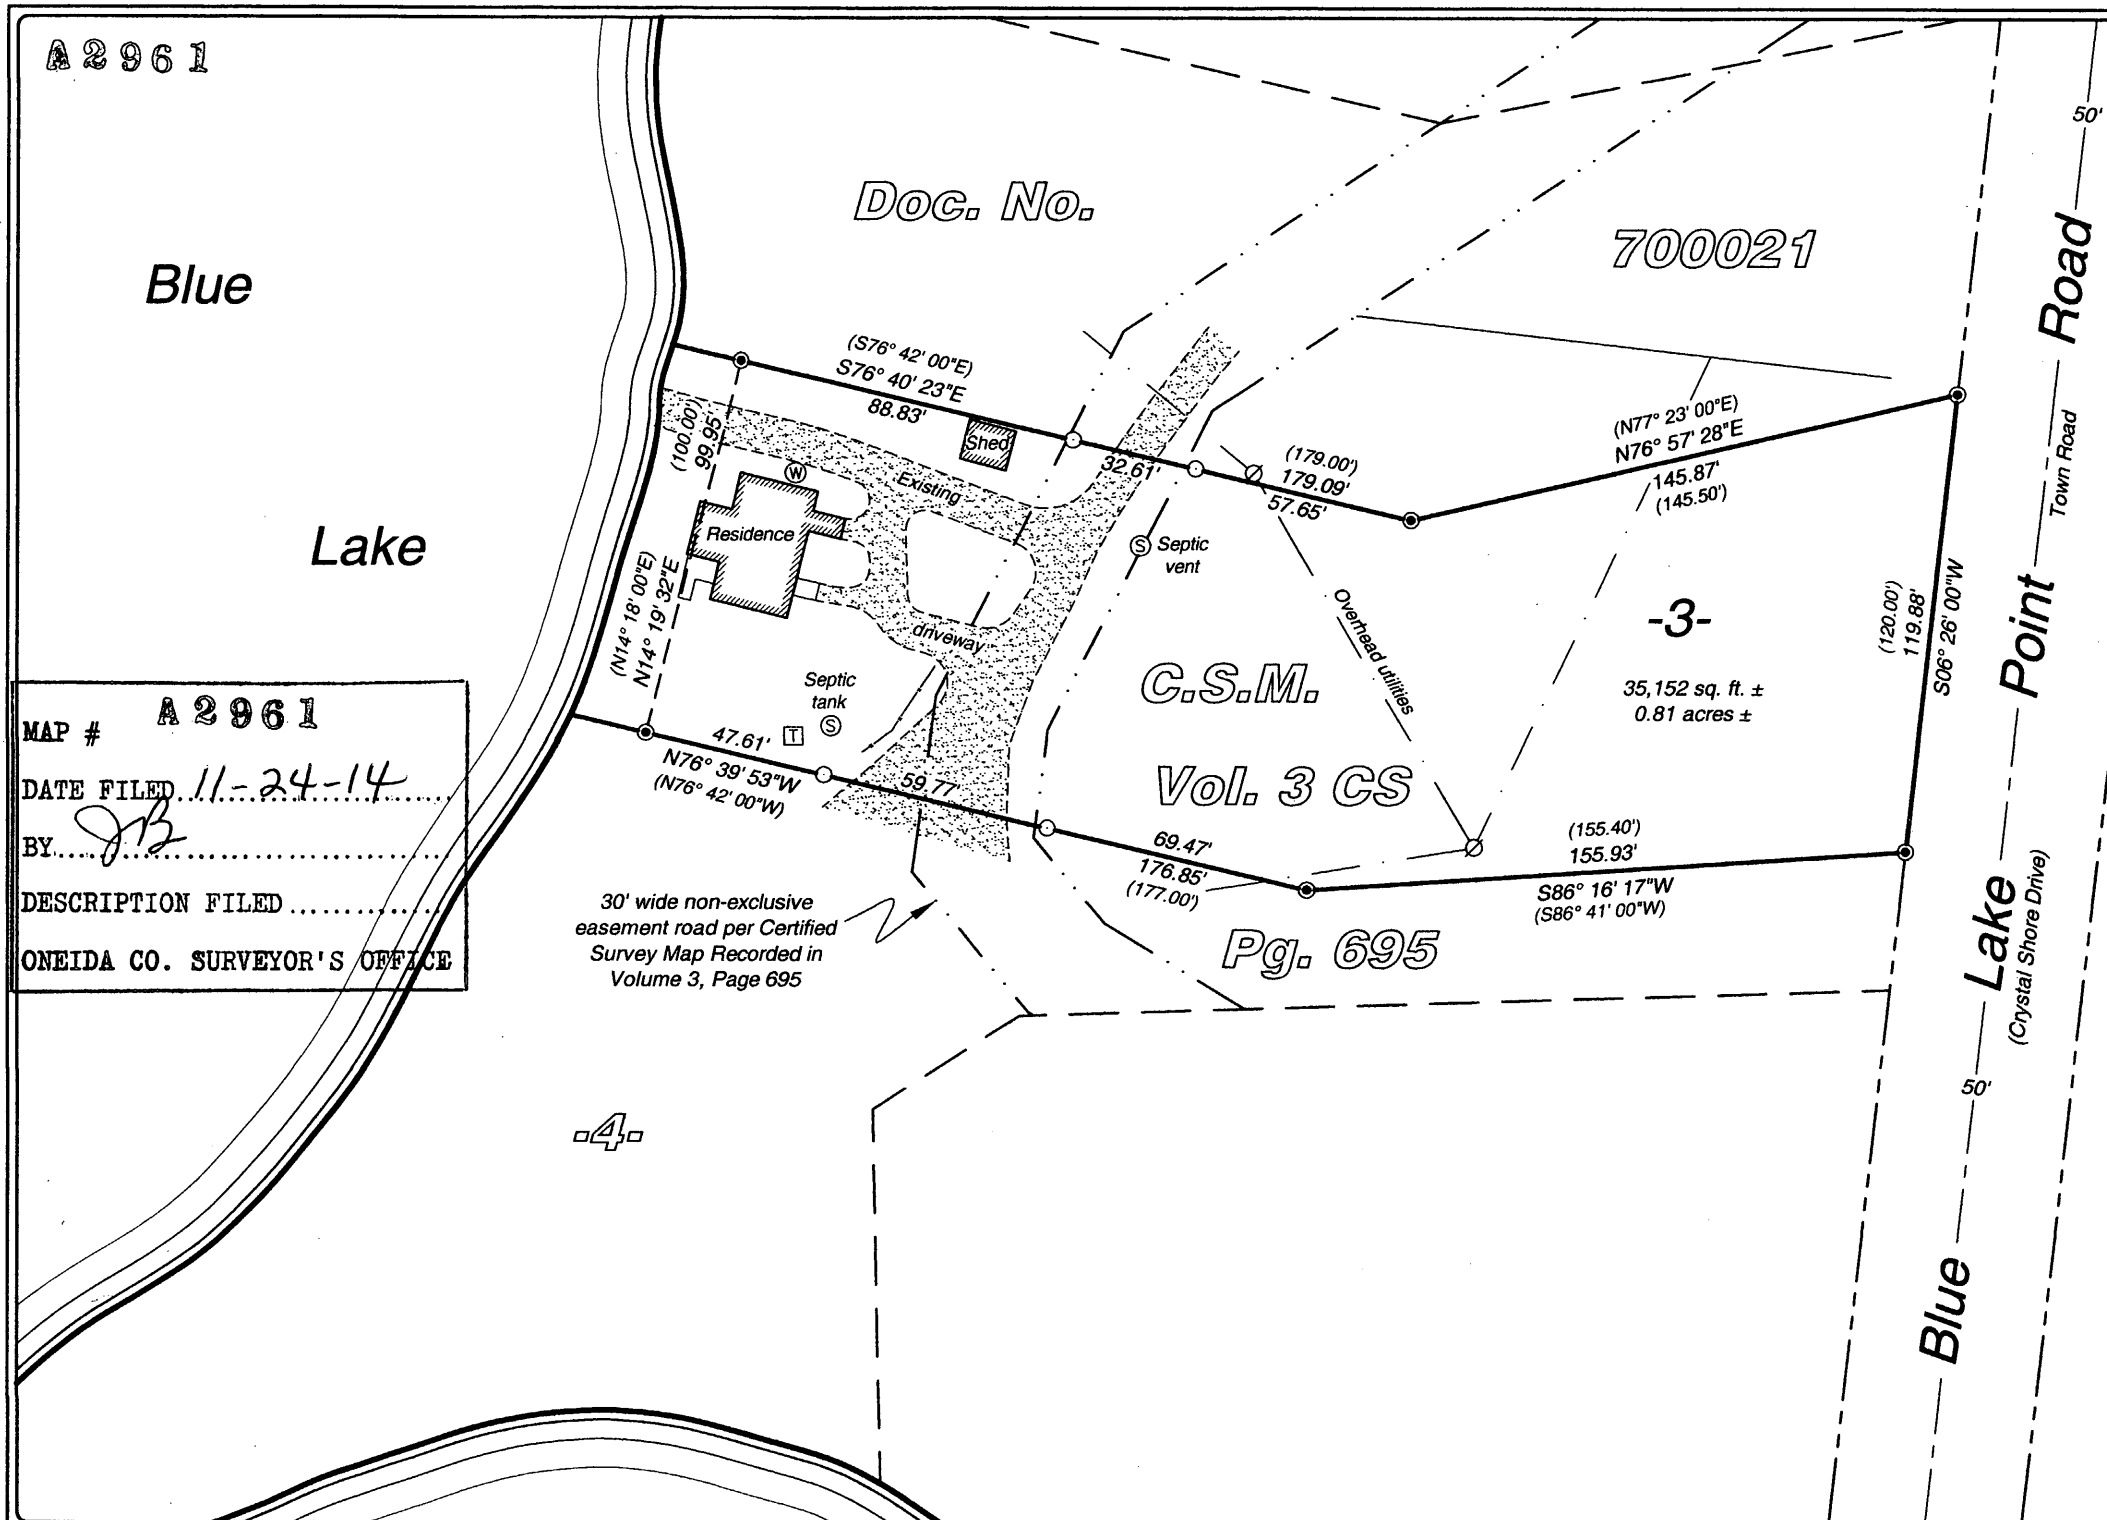 A2961
Blue
Lake
Doc. No.
700021
50'
Road
Town Road
Point
Lake
(Crystal Shore Drive)
50'
Blue
(S76° 42' 00"E)
S76° 40' 23"E
88.83'
Shed
32.61'
(179.00')
179.09'
57.65'
(N77° 23' 00"E)
N76° 57' 28"E
145.87'
(145.50')
(100.00')
99.95'
W
Existing
Residence
S
Septic
vent
Overhead utilities
-3-
35,152 sq. ft. ±
0.81 acres ±
(120.00')
119.88'
S06° 26' 00"W
(N14° 18' 00"E)
N14° 19' 32"E
driveway
Septic
tank
S
T
C.S.M.
Vol. 3 CS
Pg. 695
47.61'
N76° 39' 53"W
(N76° 42' 00"W)
59.77'
69.47'
176.85'
(177.00')
(155.40')
155.93'
S86° 16' 17"W
(S86° 41' 00"W)
30' wide non-exclusive
easement road per Certified
Survey Map Recorded in
Volume 3, Page 695
-4-
MAP # A2961
DATE FILED 11-24-14
BY JB
DESCRIPTION FILED
ONEIDA CO. SURVEYOR'S OFFICE